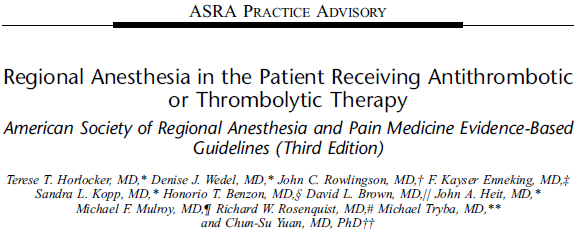 ASRA PRACTICE ADVISORY
Regional Anesthesia in the Patient Receiving Antithrombotic
or Thrombolytic Therapy
American Society of Regional Anesthesia and Pain Medicine Evidence-Based
Guidelines (Third Edition)
Terese T. Horlocker, MD,* Denise J. Wedel, MD,* John C. Rowlingson, MD,† F. Kayser Enneking, MD,‡
Sandra L. Kopp, MD,* Honorio T. Benzon, MD,§ David L. Brown, MD,|| John A. Heit, MD,*
Michael F. Mulroy, MD,¶ Richard W. Rosenquist, MD,# Michael Tryba, MD,**
and Chun-Su Yuan, MD, PhD††